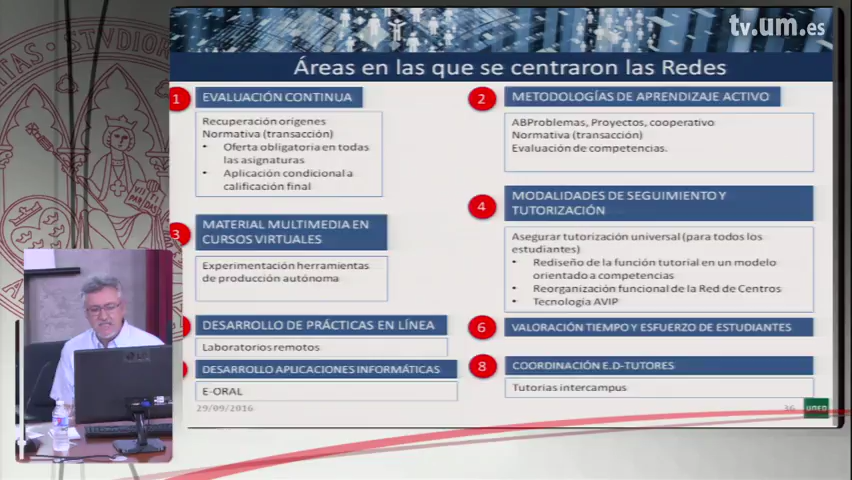 tv.um.es
Áreas en las que se centraron las Redes
1 EVALUACIÓN CONTINUA
Recuperación orígenes
Normativa (transacción)
• Oferta obligatoria en todas
las asignaturas
• Aplicación condicional a
calificación final
2 METODOLOGÍAS DE APRENDIZAJE ACTIVO
ABProblemas, Proyectos, cooperativo
Normativa (transacción)
Evaluación de competencias.
3 MATERIAL MULTIMEDIA EN
CURSOS VIRTUALES
Experimentación herramientas
de producción autónoma
4 MODALIDADES DE SEGUIMIENTO Y
TUTORIZACIÓN
Asegurar tutorización universal (para todos los
estudiantes)
• Rediseño de la función tutorial en un modelo
orientado a competencias
• Reorganización funcional de la Red de Centros
• Tecnología AVIP
DESARROLLO DE PRÁCTICAS EN LÍNEA
Laboratorios remotos
6 VALORACIÓN TIEMPO Y ESFUERZO DE ESTUDIANTES
DESARROLLO APLICACIONES INFORMÁTICAS
E-ORAL
8 COORDINACIÓN E.D-TUTORES
Tutorias intercampus
29/09/2016
36
UNED
LG